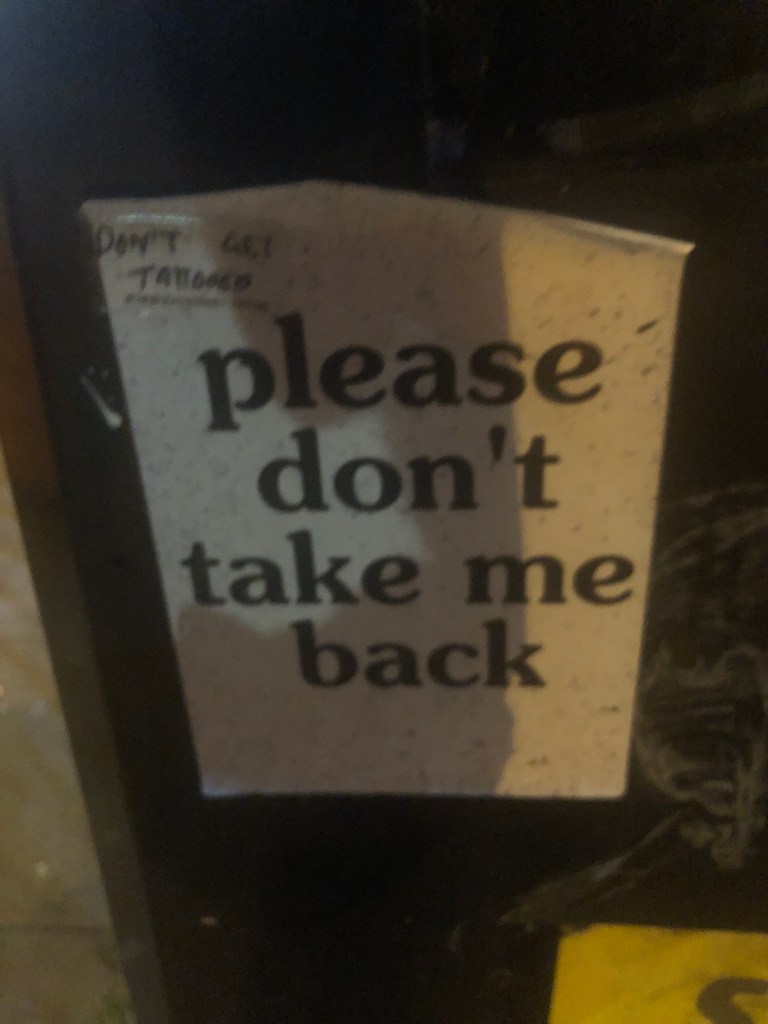 DON'T GET
TATTOOED
please
don't
take me
back